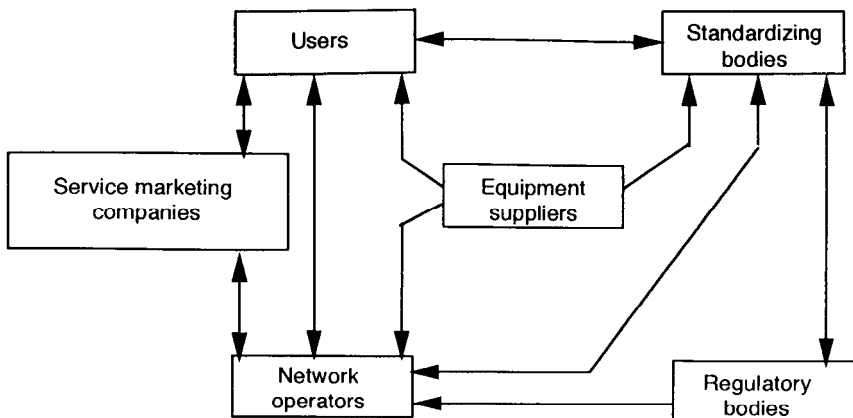 Users
Standardizing
bodies
Service marketing
companies
Equipment
suppliers
Network
operators
Regulatory
bodies